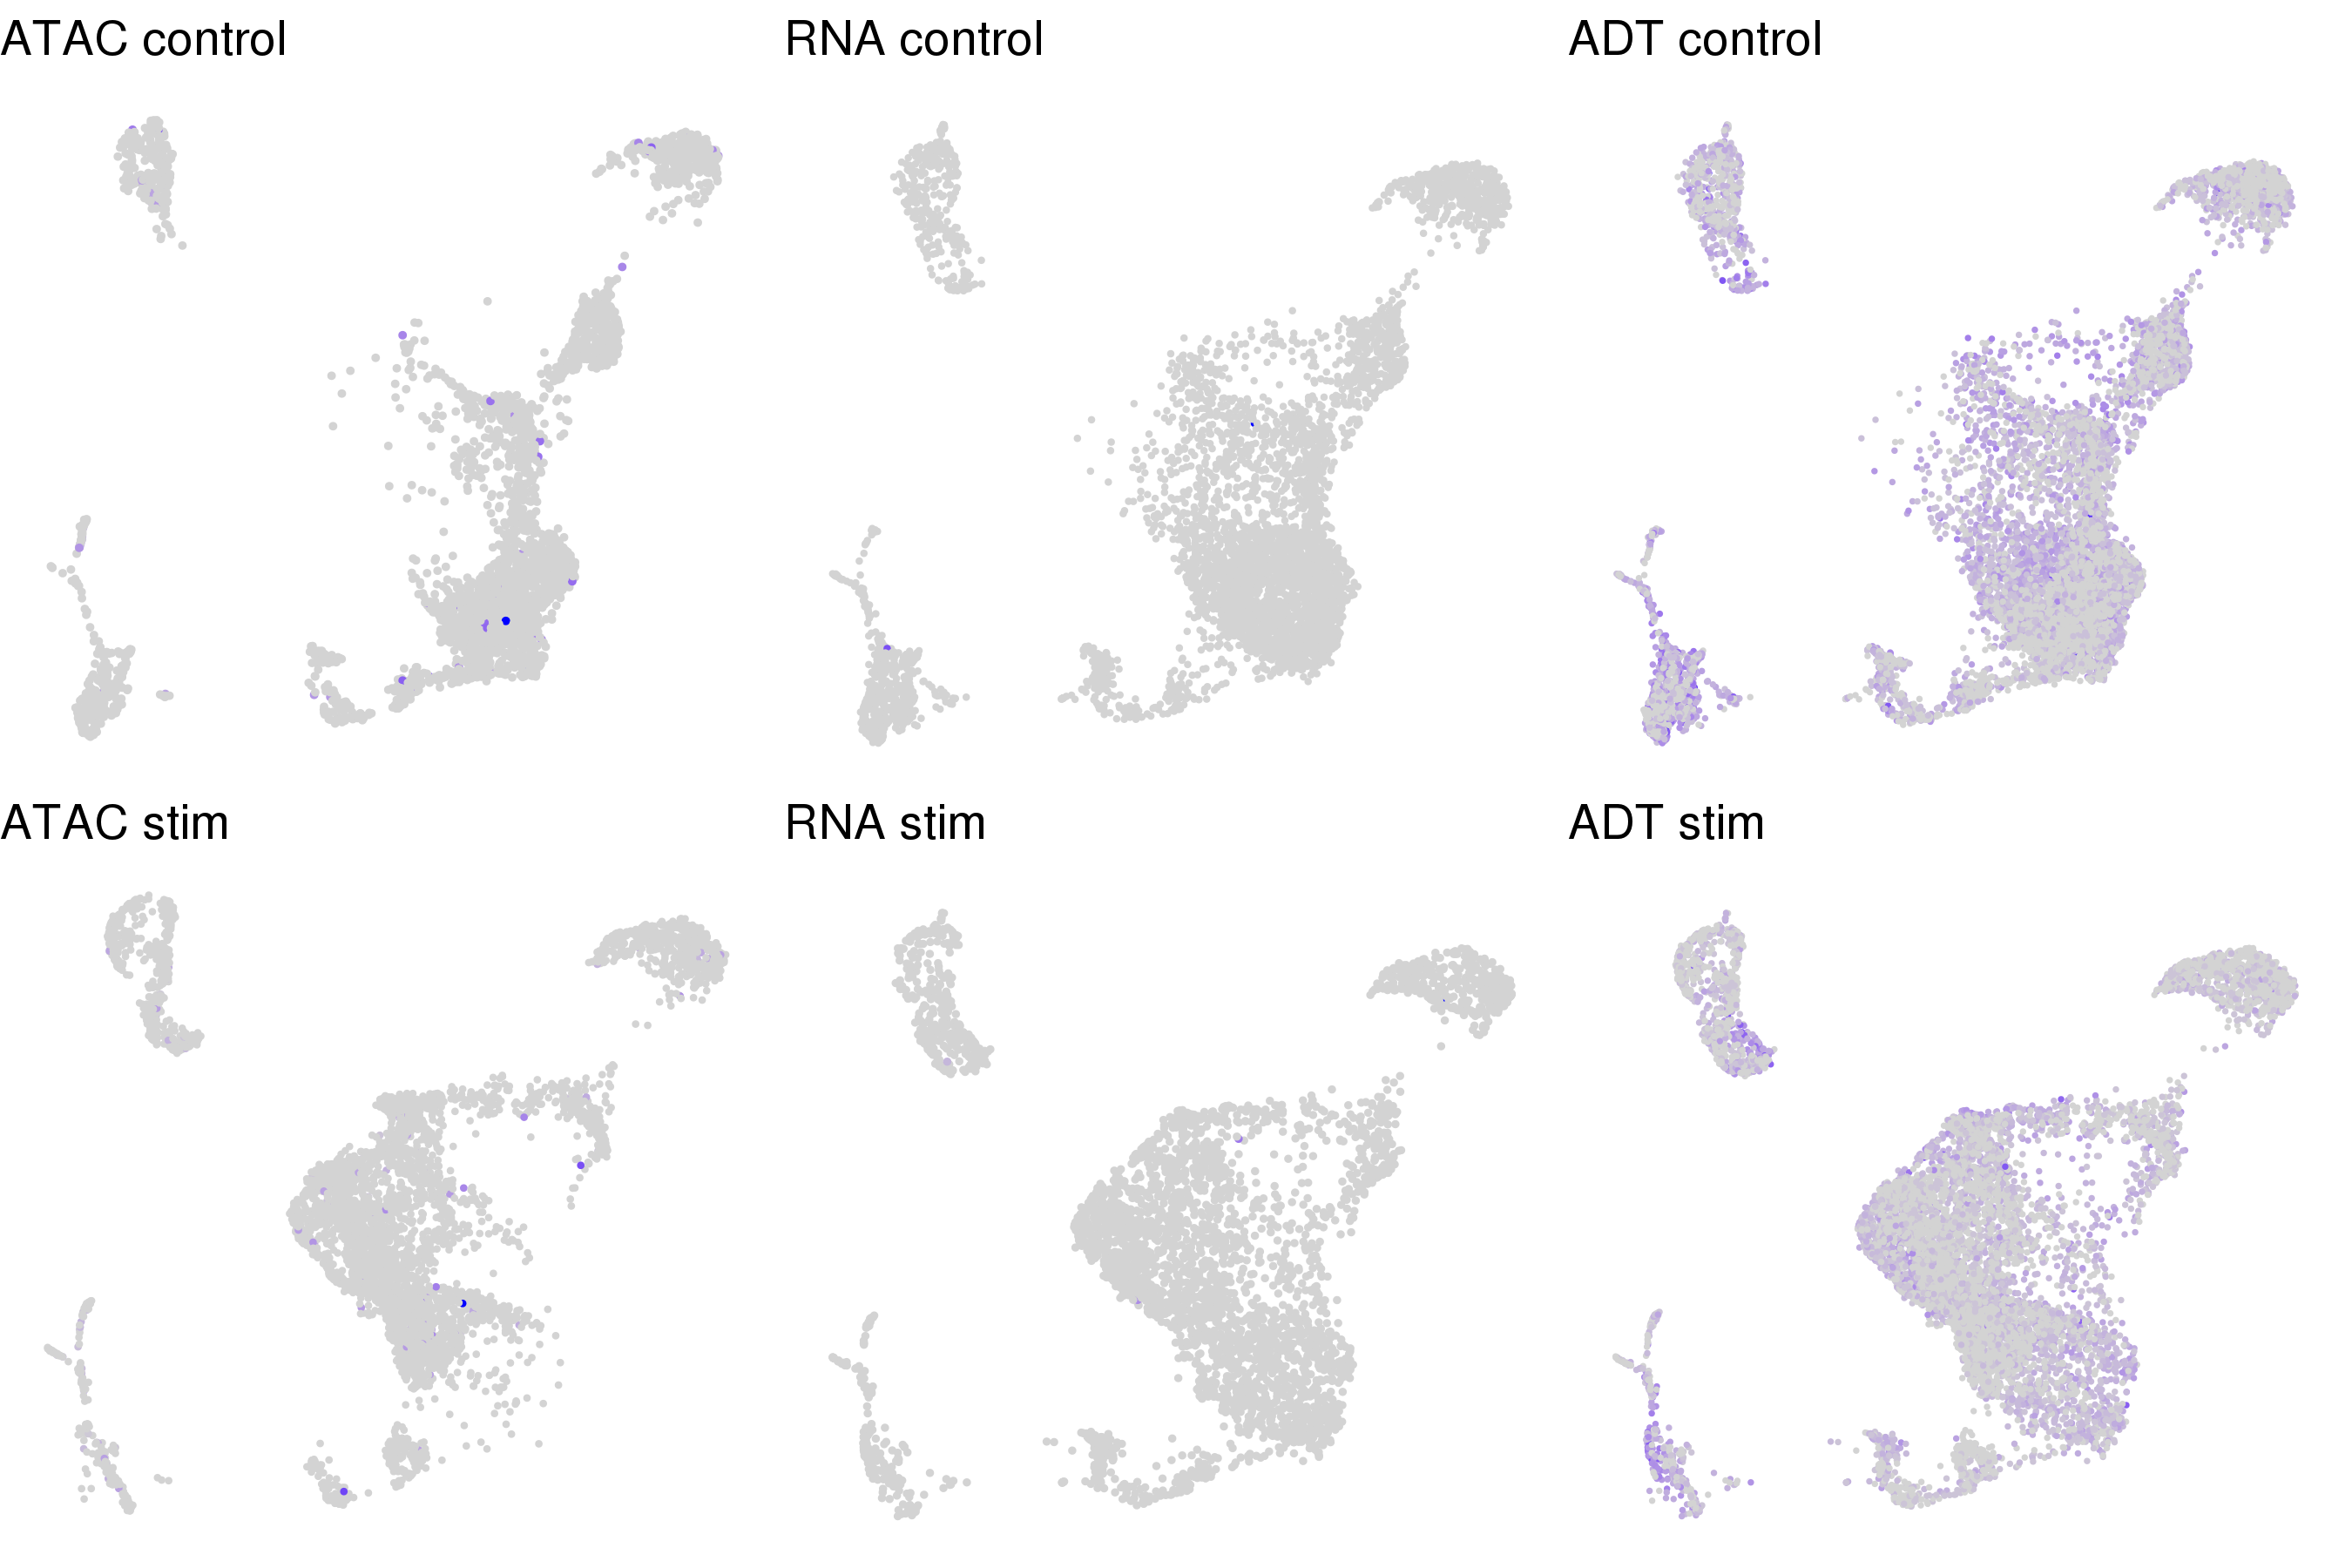 ATAC control
RNA control
ADT control
ATAC stim
RNA stim
ADT stim